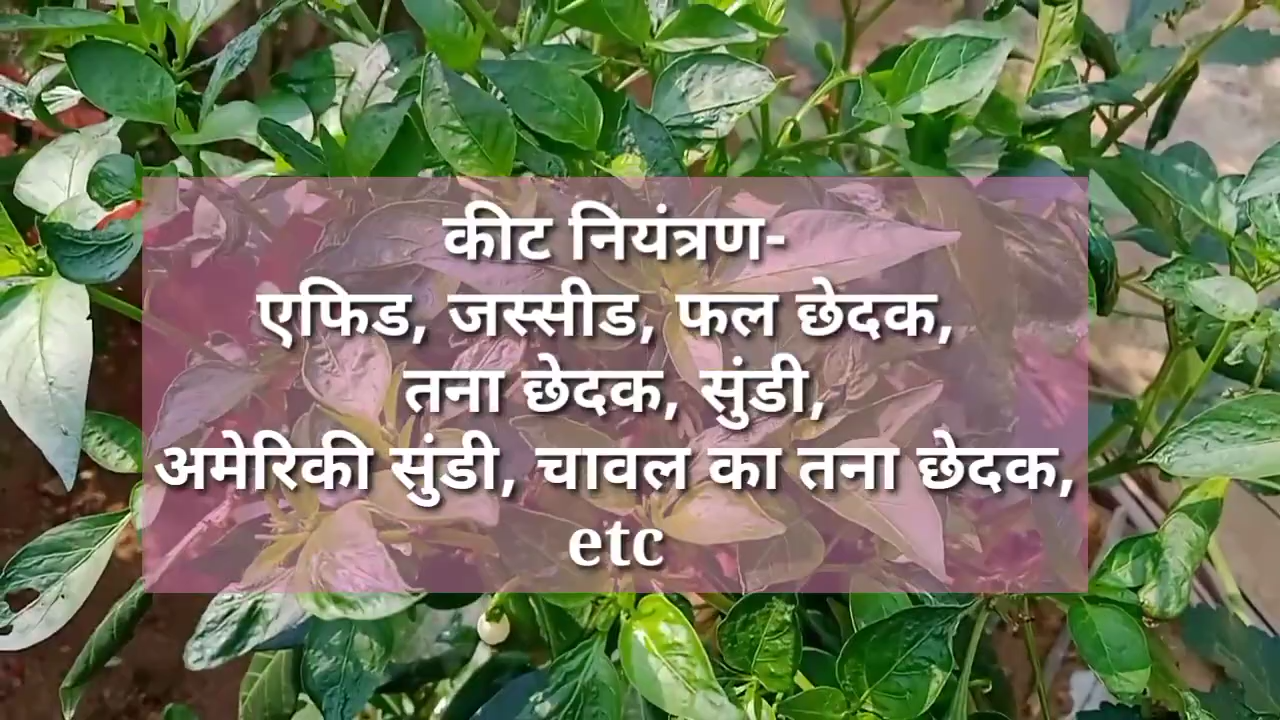 कीट नियंत्रण-
एफिड, जस्सीड, फल छेदक,
तना छेदक, सुंडी,
अमेरिकी सुंडी, चावल का तना छेदक,
etc